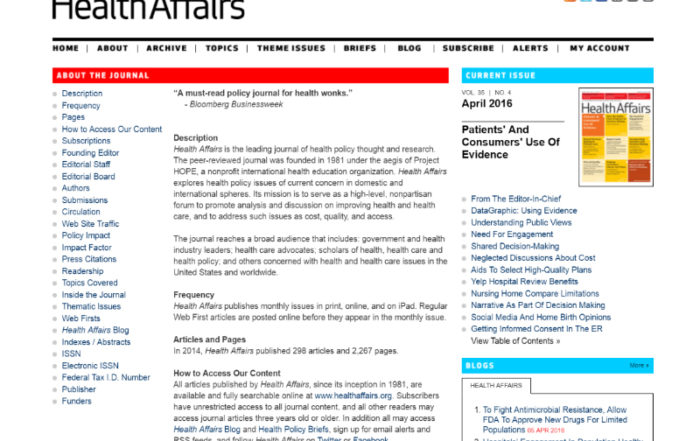 Health Affairs
HOME | ABOUT | ARCHIVE | TOPICS | THEME ISSUES | BRIEFS | BLOG | SUBSCRIBE | ALERTS | MY ACCOUNT
ABOUT THE JOURNAL
Description
Frequency
Pages
How to Access Our Content
Subscriptions
Founding Editor
Editorial Staff
Editorial Board
Authors
Submissions
Circulation
Web Site Traffic
Policy Impact
Impact Factor
Press Citations
Readership
Topics Covered
Inside the Journal
Thematic Issues
Web Firsts
Health Affairs Blog
Indexes / Abstracts
ISSN
Electronic ISSN
Federal Tax I.D. Number
Publisher
Funders
“A must-read policy journal for health wonks.”
- Bloomberg Businessweek
Description
Health Affairs is the leading journal of health policy thought and research.
The peer-reviewed journal was founded in 1981 under the aegis of Project
HOPE, a nonprofit international health education organization. Health Affairs
explores health policy issues of current concern in domestic and
international spheres. Its mission is to serve as a high-level, nonpartisan
forum to promote analysis and discussion on improving health and health
care, and to address such issues as cost, quality, and access.
The journal reaches a broad audience that includes: government and health
industry leaders; health care advocates; scholars of health, health care and
health policy; and others concerned with health and health care issues in the
United States and worldwide.
Frequency
Health Affairs publishes monthly issues in print, online, and on iPad. Regular
Web First articles are posted online before they appear in the monthly issue.
Articles and Pages
In 2014, Health Affairs published 298 articles and 2,267 pages.
How to Access Our Content
All articles published by Health Affairs, since its inception in 1981, are
available and fully searchable online at www.healthaffairs.org. Subscribers
have unrestricted access to all journal content, and all other readers may
access journal articles three years old or older. In addition all may access
Health Affairs Blog and Health Policy Briefs, sign up for email alerts and
RSS feeds, and follow Health Affairs on Twitter or Facebook.
CURRENT ISSUE
VOL. 35 | NO. 4
April 2016
Patients' And
Consumers' Use Of
Evidence
HealthAffairs
From The Editor-In-Chief
DataGraphic: Using Evidence
Understanding Public Views
Need For Engagement
Shared Decision-Making
Neglected Discussions About Cost
Aids To Select High-Quality Plans
Yelp Hospital Review Benefits
Nursing Home Compare Limitations
Narrative As Part Of Decision Making
Social Media And Home Birth Opinions
Getting Informed Consent In The ER
View Table of Contents »
BLOGS
More »
HEALTH AFFAIRS
1. To Fight Antimicrobial Resistance, Allow
FDA To Approve New Drugs For Limited
Populations 05 APR 2016